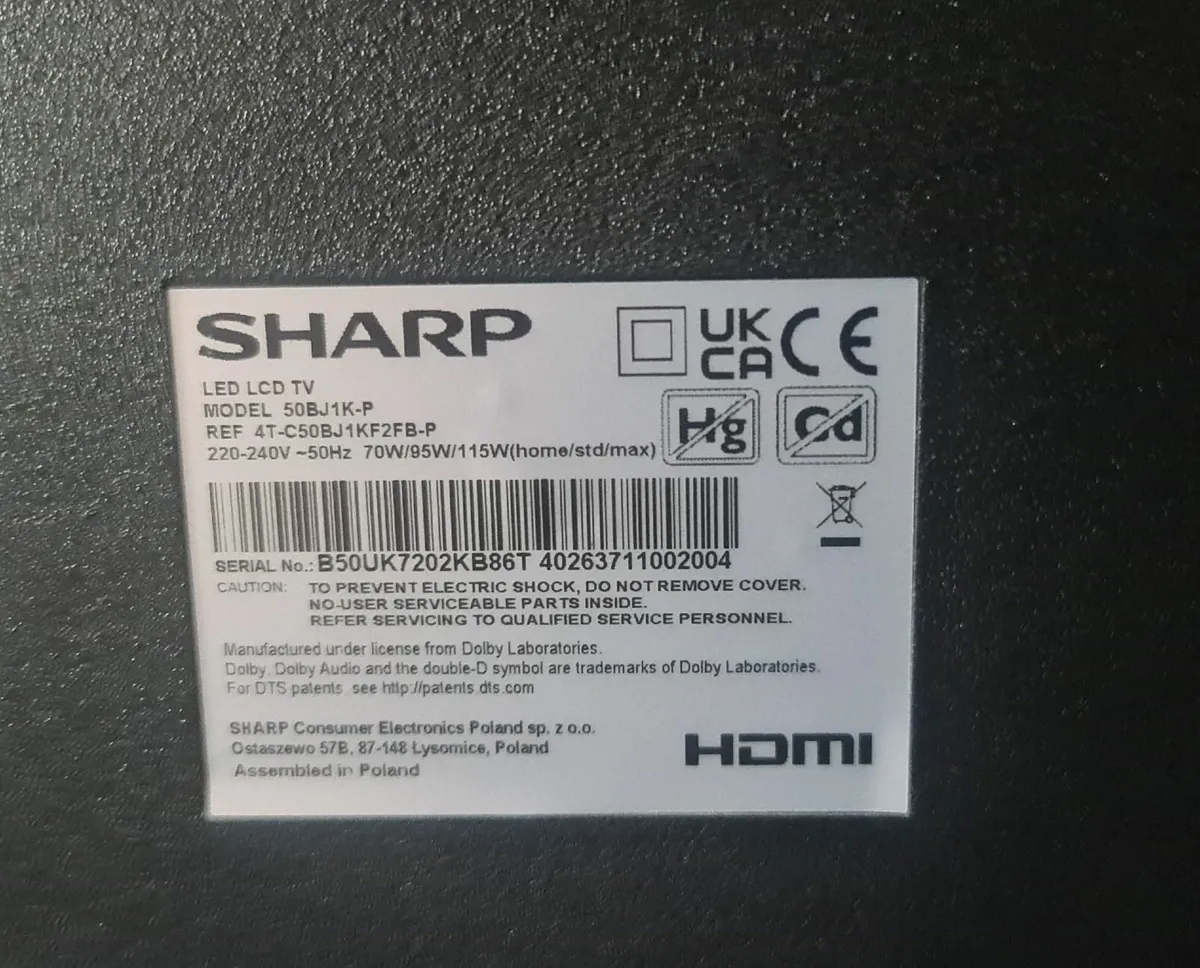 SHARP
UK
CA
CE
LED LCD TV
MODEL 50BJ1K-P
REF 4T-C50BJ1KF2FB-P
220-240V ~50Hz 70W/95W/115W(home/std/max)
Hg
Cd
SERIAL No.: B50UK7202KB86T 40263711002004
CAUTION: TO PREVENT ELECTRIC SHOCK, DO NOT REMOVE COVER.
NO-USER SERVICEABLE PARTS INSIDE.
REFER SERVICING TO QUALIFIED SERVICE PERSONNEL.
Manufactured under license from Dolby Laboratories.
Dolby, Dolby Audio and the double-D symbol are trademarks of Dolby Laboratories.
For DTS patents, see http://patents.dts.com
SHARP Consumer Electronics Poland sp. z o.o.
Ostaszewo 57B, 87-148 Łysomice, Poland
Assembled in Poland
HDMI